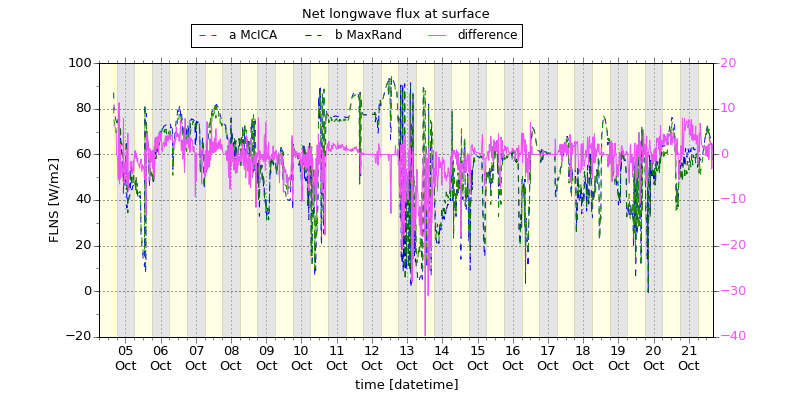 Net longwave flux at surface
a McICA b MaxRand difference
FLNS [W/m2]
100
80
60
40
20
0
−20
20
10
0
−10
−20
−30
−40
05 06 07 08 09 10 11 12 13 14 15 16 17 18 19 20 21
Oct Oct Oct Oct Oct Oct Oct Oct Oct Oct Oct Oct Oct Oct Oct Oct Oct
time [datetime]